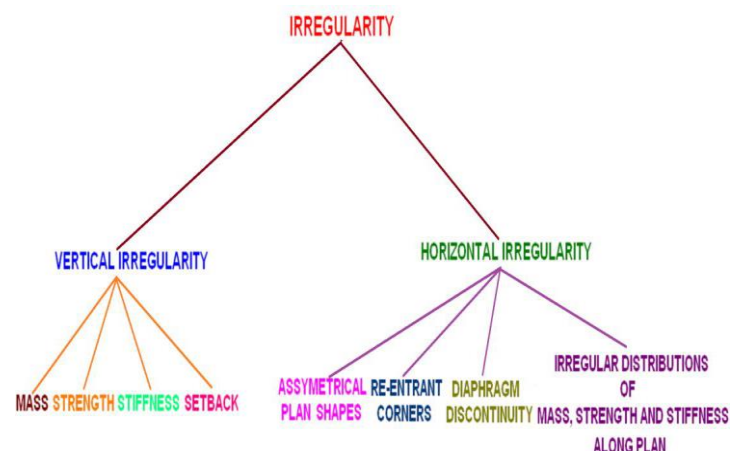 IRREGULARITY
VERTICAL IRREGULARITY
HORIZONTAL IRREGULARITY
MASS STRENGTH STIFFNESS SETBACK
ASSYMETRICAL
PLAN SHAPES
RE-ENTRANT
CORNERS
DIAPHRAGM
DISCONTINUITY
IRREGULAR DISTRIBUTIONS
OF
MASS, STRENGTH AND STIFFNESS
ALONG PLAN